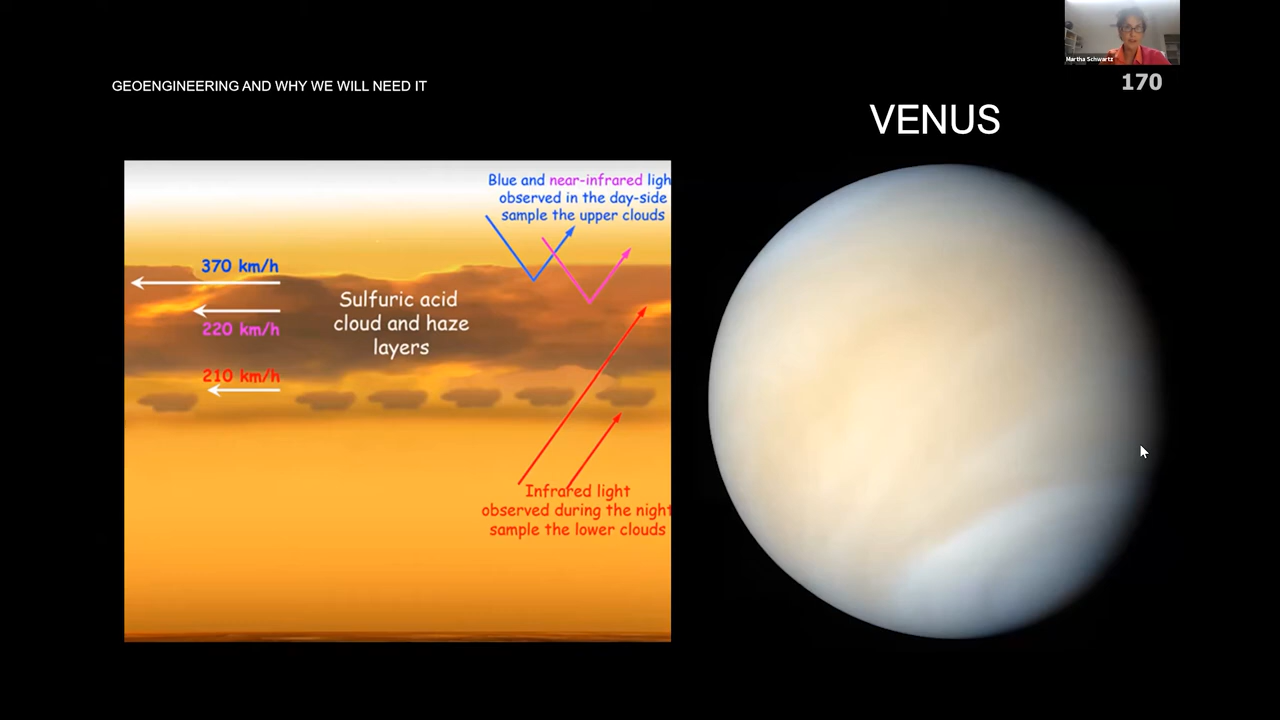 Martha Schwartz
GEOENGINEERING AND WHY WE WILL NEED IT
170
VENUS
Blue and near-infrared ligh
observed in the day-side
sample the upper clouds
370 km/h
220 km/h
210 km/h
Sulfuric acid
cloud and haze
layers
Infrared light
observed during the night
sample the lower clouds